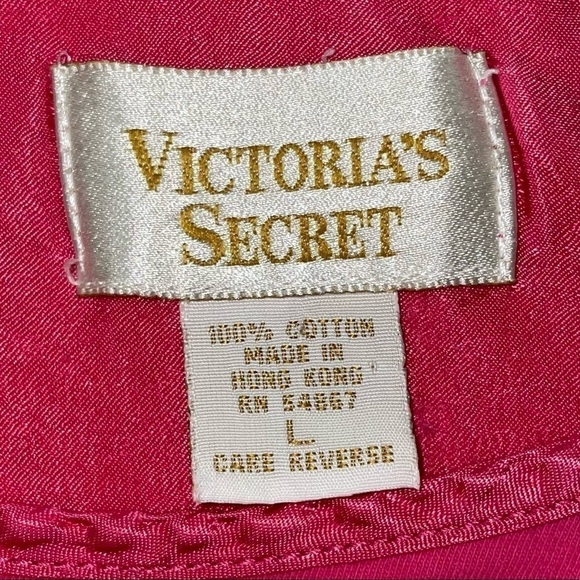 VICTORIA'S
SECRET
100% COTTON
MADE IN
HONG KONG
RN 54867
L
CARE REVERSE